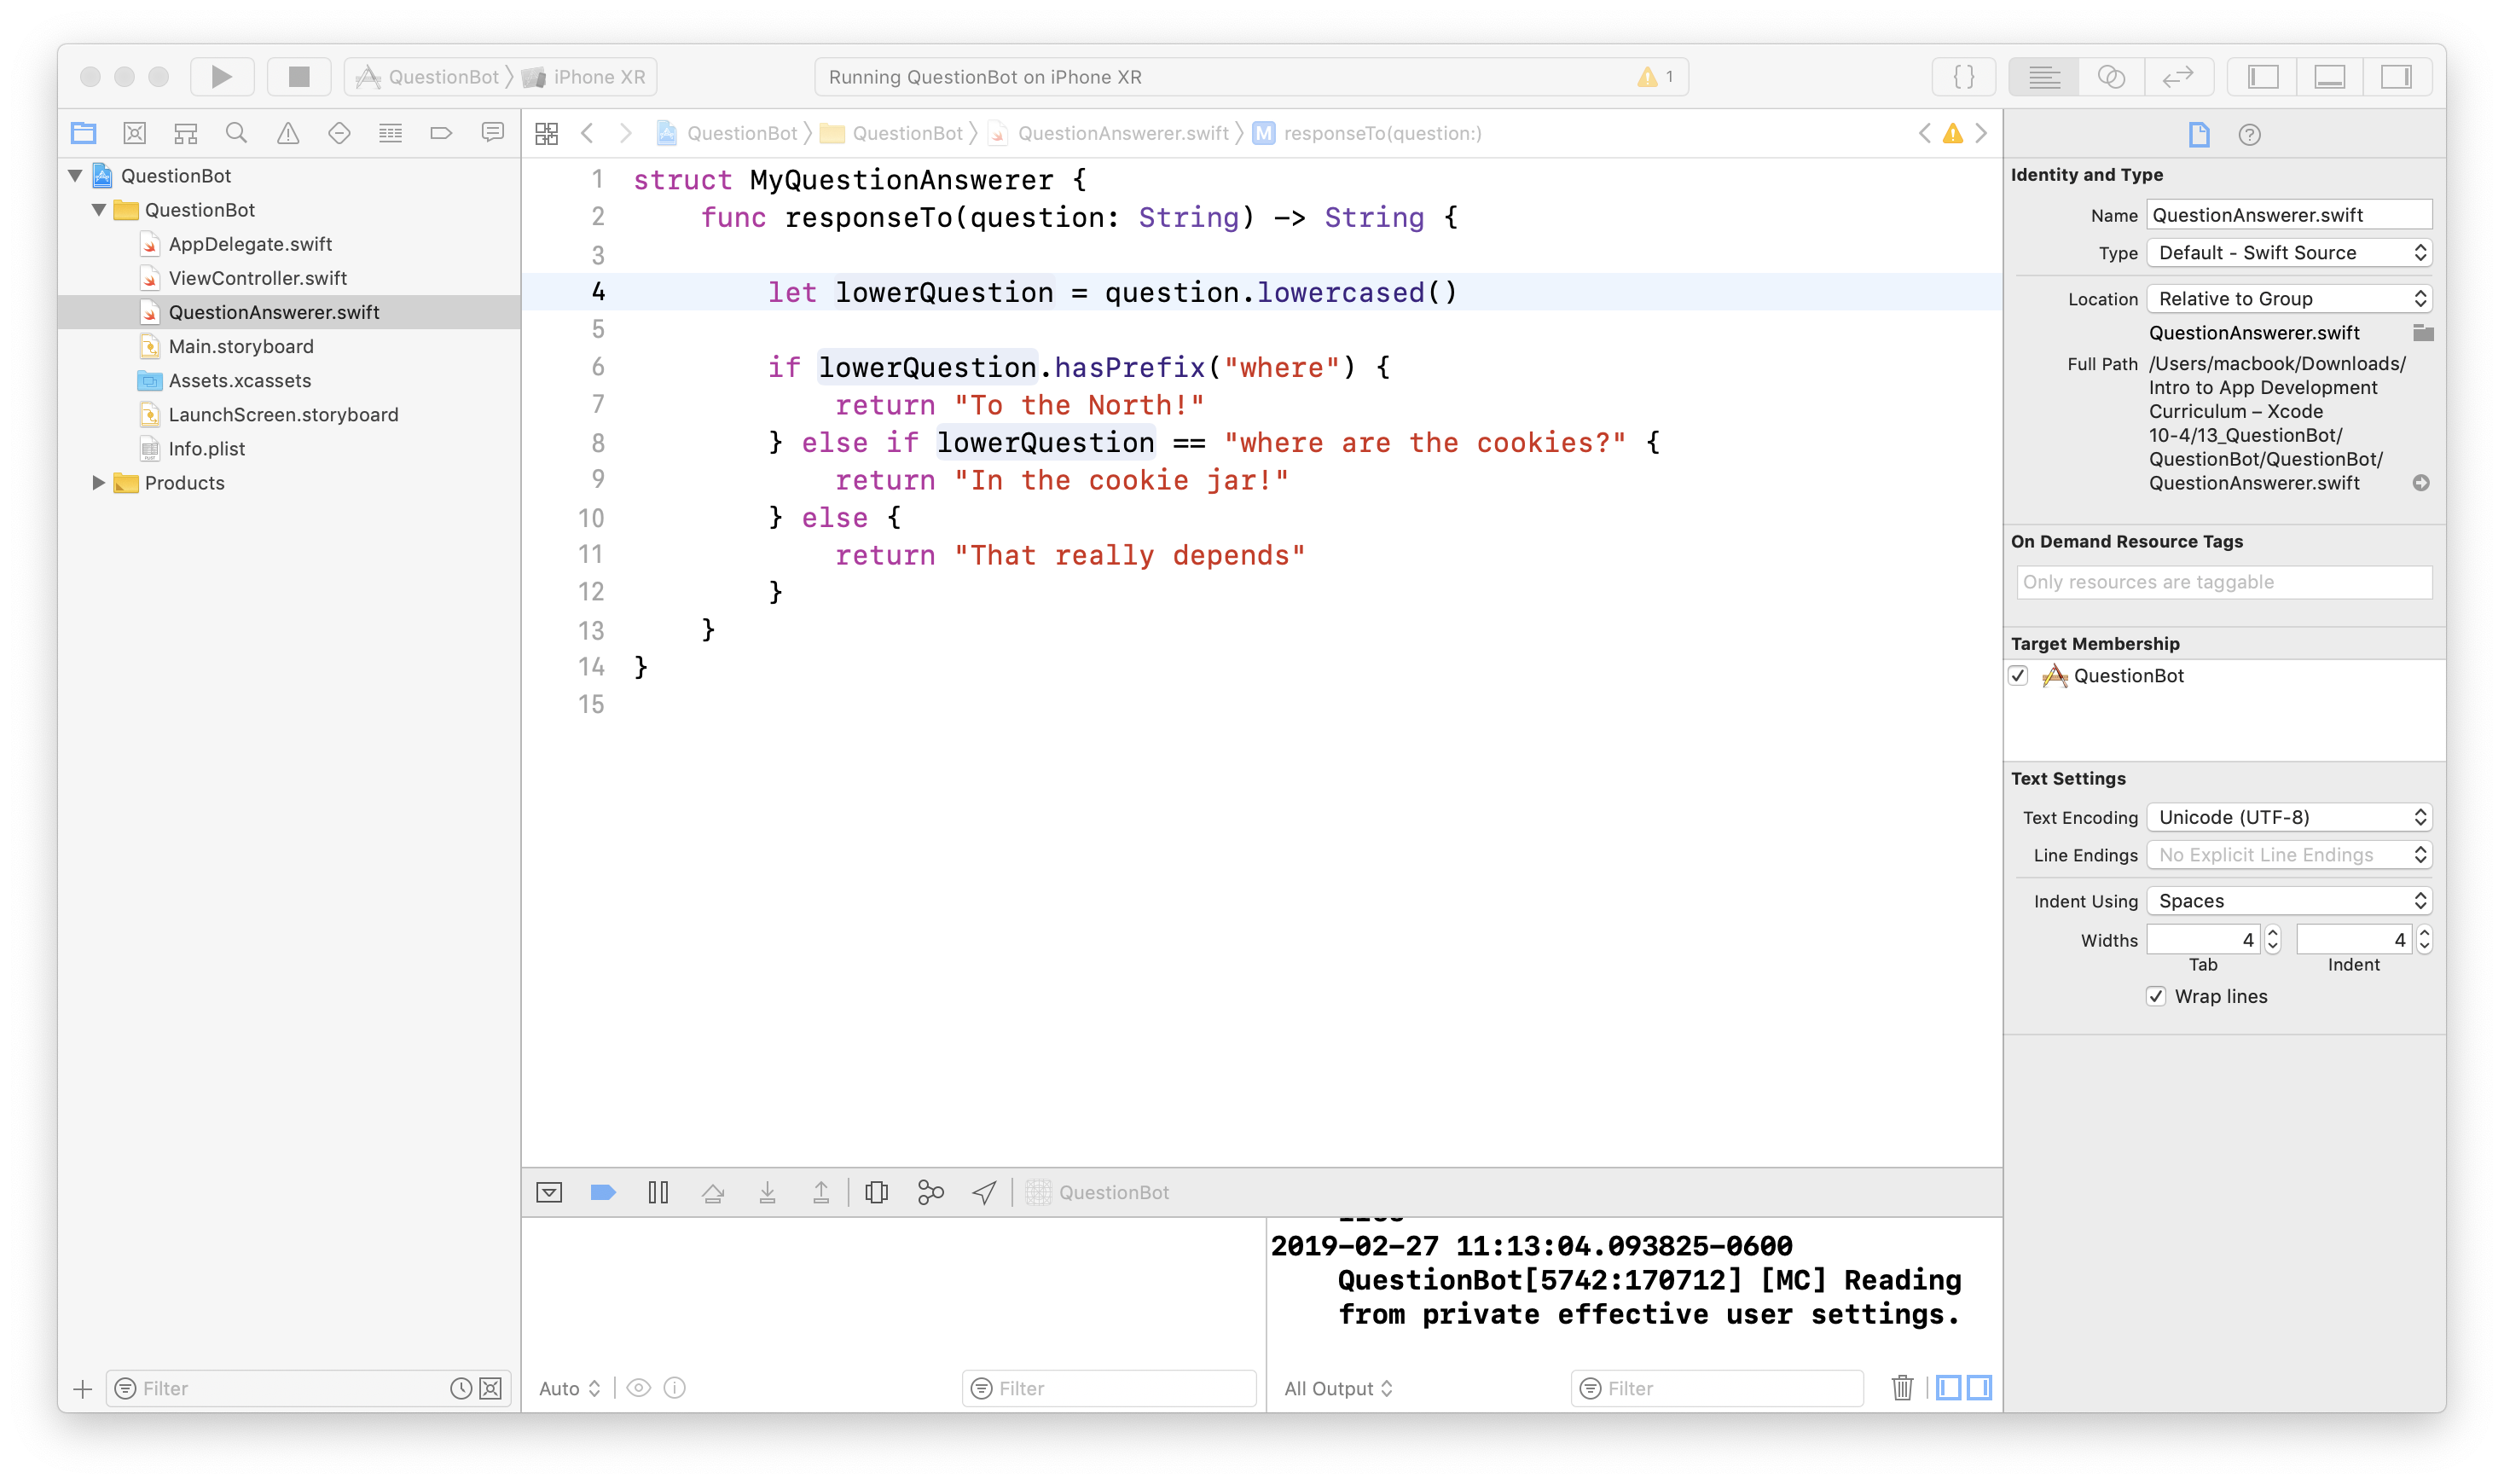 QuestionBot iPhone XR
Running QuestionBot on iPhone XR
1
{ }
QuestionBot
QuestionBot
AppDelegate.swift
ViewController.swift
QuestionAnswerer.swift
Main.storyboard
Assets.xcassets
LaunchScreen.storyboard
Info.plist
Products
Filter
QuestionBot QuestionBot QuestionAnswerer.swift M responseTo(question:)
1 struct MyQuestionAnswerer {
2 func responseTo(question: String) -> String {
3
4 let lowerQuestion = question.lowercased()
5
6 if lowerQuestion.hasPrefix("where") {
7 return "To the North!"
8 } else if lowerQuestion == "where are the cookies?" {
9 return "In the cookie jar!"
10 } else {
11 return "That really depends"
12 }
13 }
14 }
15
QuestionBot
Auto
Filter
2019-02-27 11:13:04.093825-0600
QuestionBot[5742:170712] [MC] Reading
from private effective user settings.
All Output
Filter
Identity and Type
Name QuestionAnswerer.swift
Type Default - Swift Source
Location Relative to Group
QuestionAnswerer.swift
Full Path /Users/macbook/Downloads/
Intro to App Development
Curriculum – Xcode
10-4/13_QuestionBot/
QuestionBot/QuestionBot/
QuestionAnswerer.swift
On Demand Resource Tags
Only resources are taggable
Target Membership
QuestionBot
Text Settings
Text Encoding Unicode (UTF-8)
Line Endings No Explicit Line Endings
Indent Using Spaces
Widths 4 4
Tab Indent
Wrap lines